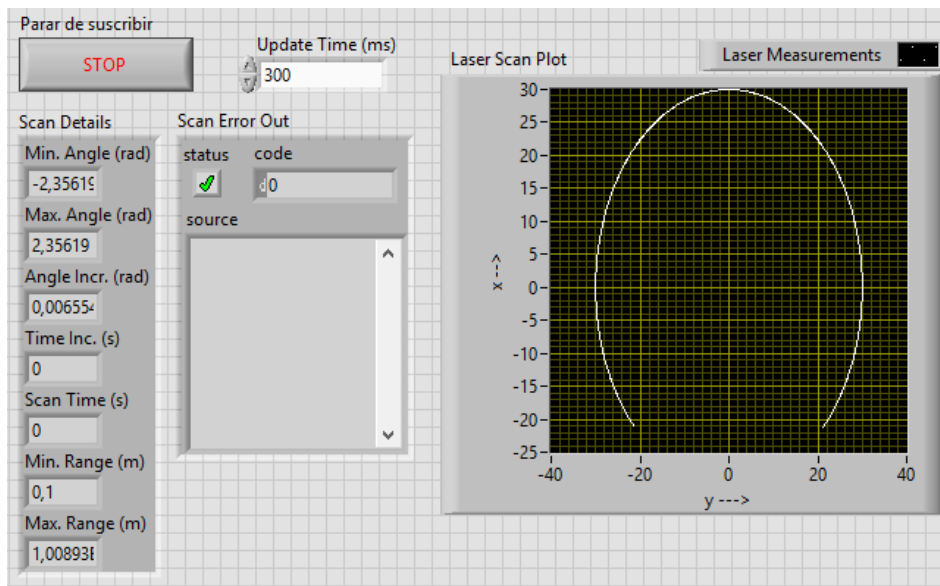 Parar de suscribir
STOP
Update Time (ms)
300
Scan Details
Min. Angle (rad)
-2,35619
Max. Angle (rad)
2,35619
Angle Incr. (rad)
0,006554
Time Inc. (s)
0
Scan Time (s)
0
Min. Range (m)
0,1
Max. Range (m)
1,00893E
Scan Error Out
status
code
d 0
source
Laser Scan Plot
Laser Measurements
30
25
20
15
10
5
0
-5
-10
-15
-20
-25
x -->
-40
-20
0
20
40
y --->